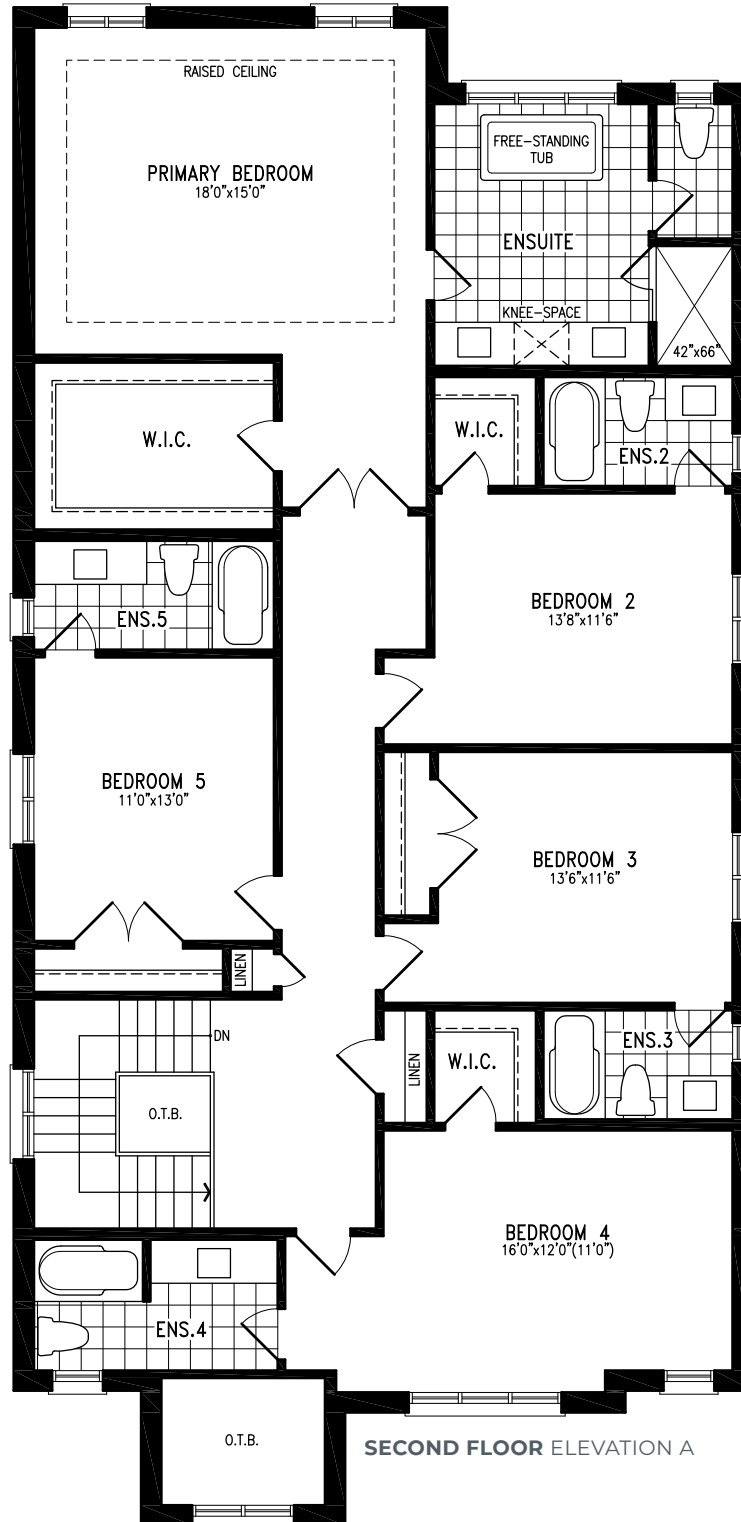 RAISED CEILING
PRIMARY BEDROOM
18'0"x15'0"
FREE-STANDING
TUB
ENSUITE
KNEE-SPACE
42"x66"
W.I.C.
W.I.C.
ENS.2
ENS.5
BEDROOM 2
13'8"x11'6"
BEDROOM 5
11'0"x13'0"
BEDROOM 3
13'6"x11'6"
LINEN
DN
O.T.B.
LINEN
W.I.C.
ENS.3
BEDROOM 4
16'0"x12'0"(11'0")
ENS.4
O.T.B.
SECOND FLOOR ELEVATION A